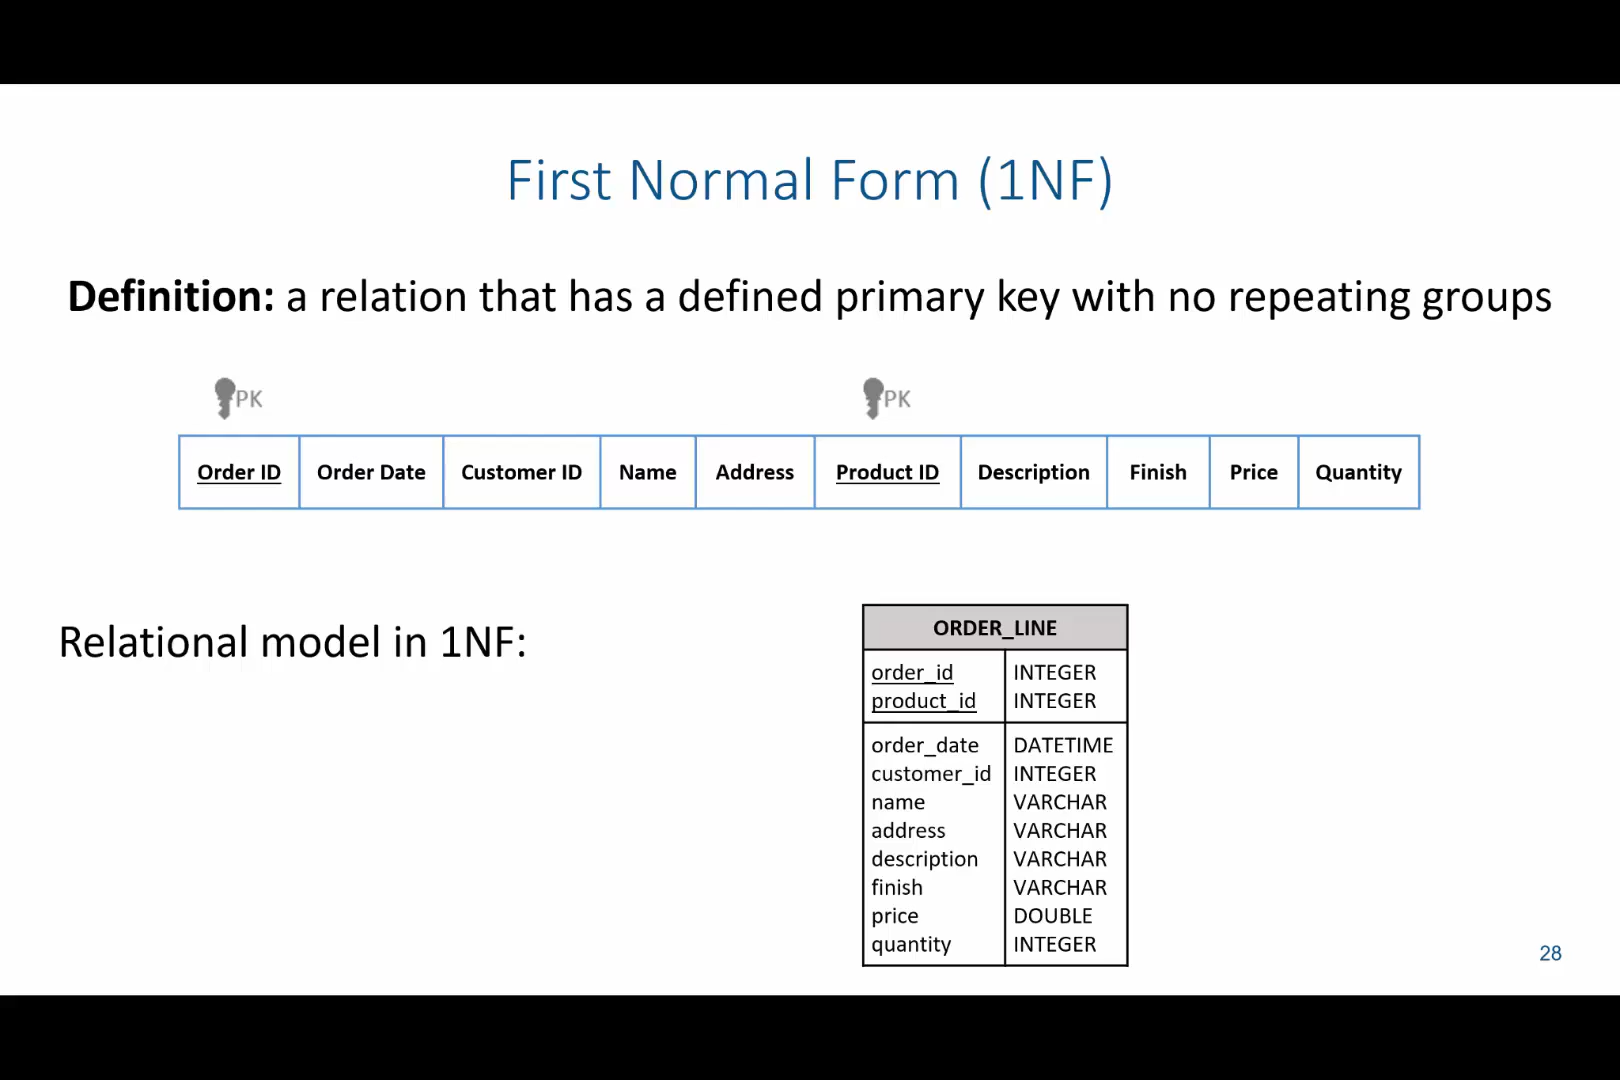 First Normal Form (1NF)
Definition: a relation that has a defined primary key with no repeating groups
PK PK
Order ID Order Date Customer ID Name Address Product ID Description Finish Price Quantity
Relational model in 1NF:
ORDER_LINE
order_id INTEGER
product_id INTEGER
order_date DATETIME
customer_id INTEGER
name VARCHAR
address VARCHAR
description VARCHAR
finish VARCHAR
price DOUBLE
quantity INTEGER
28